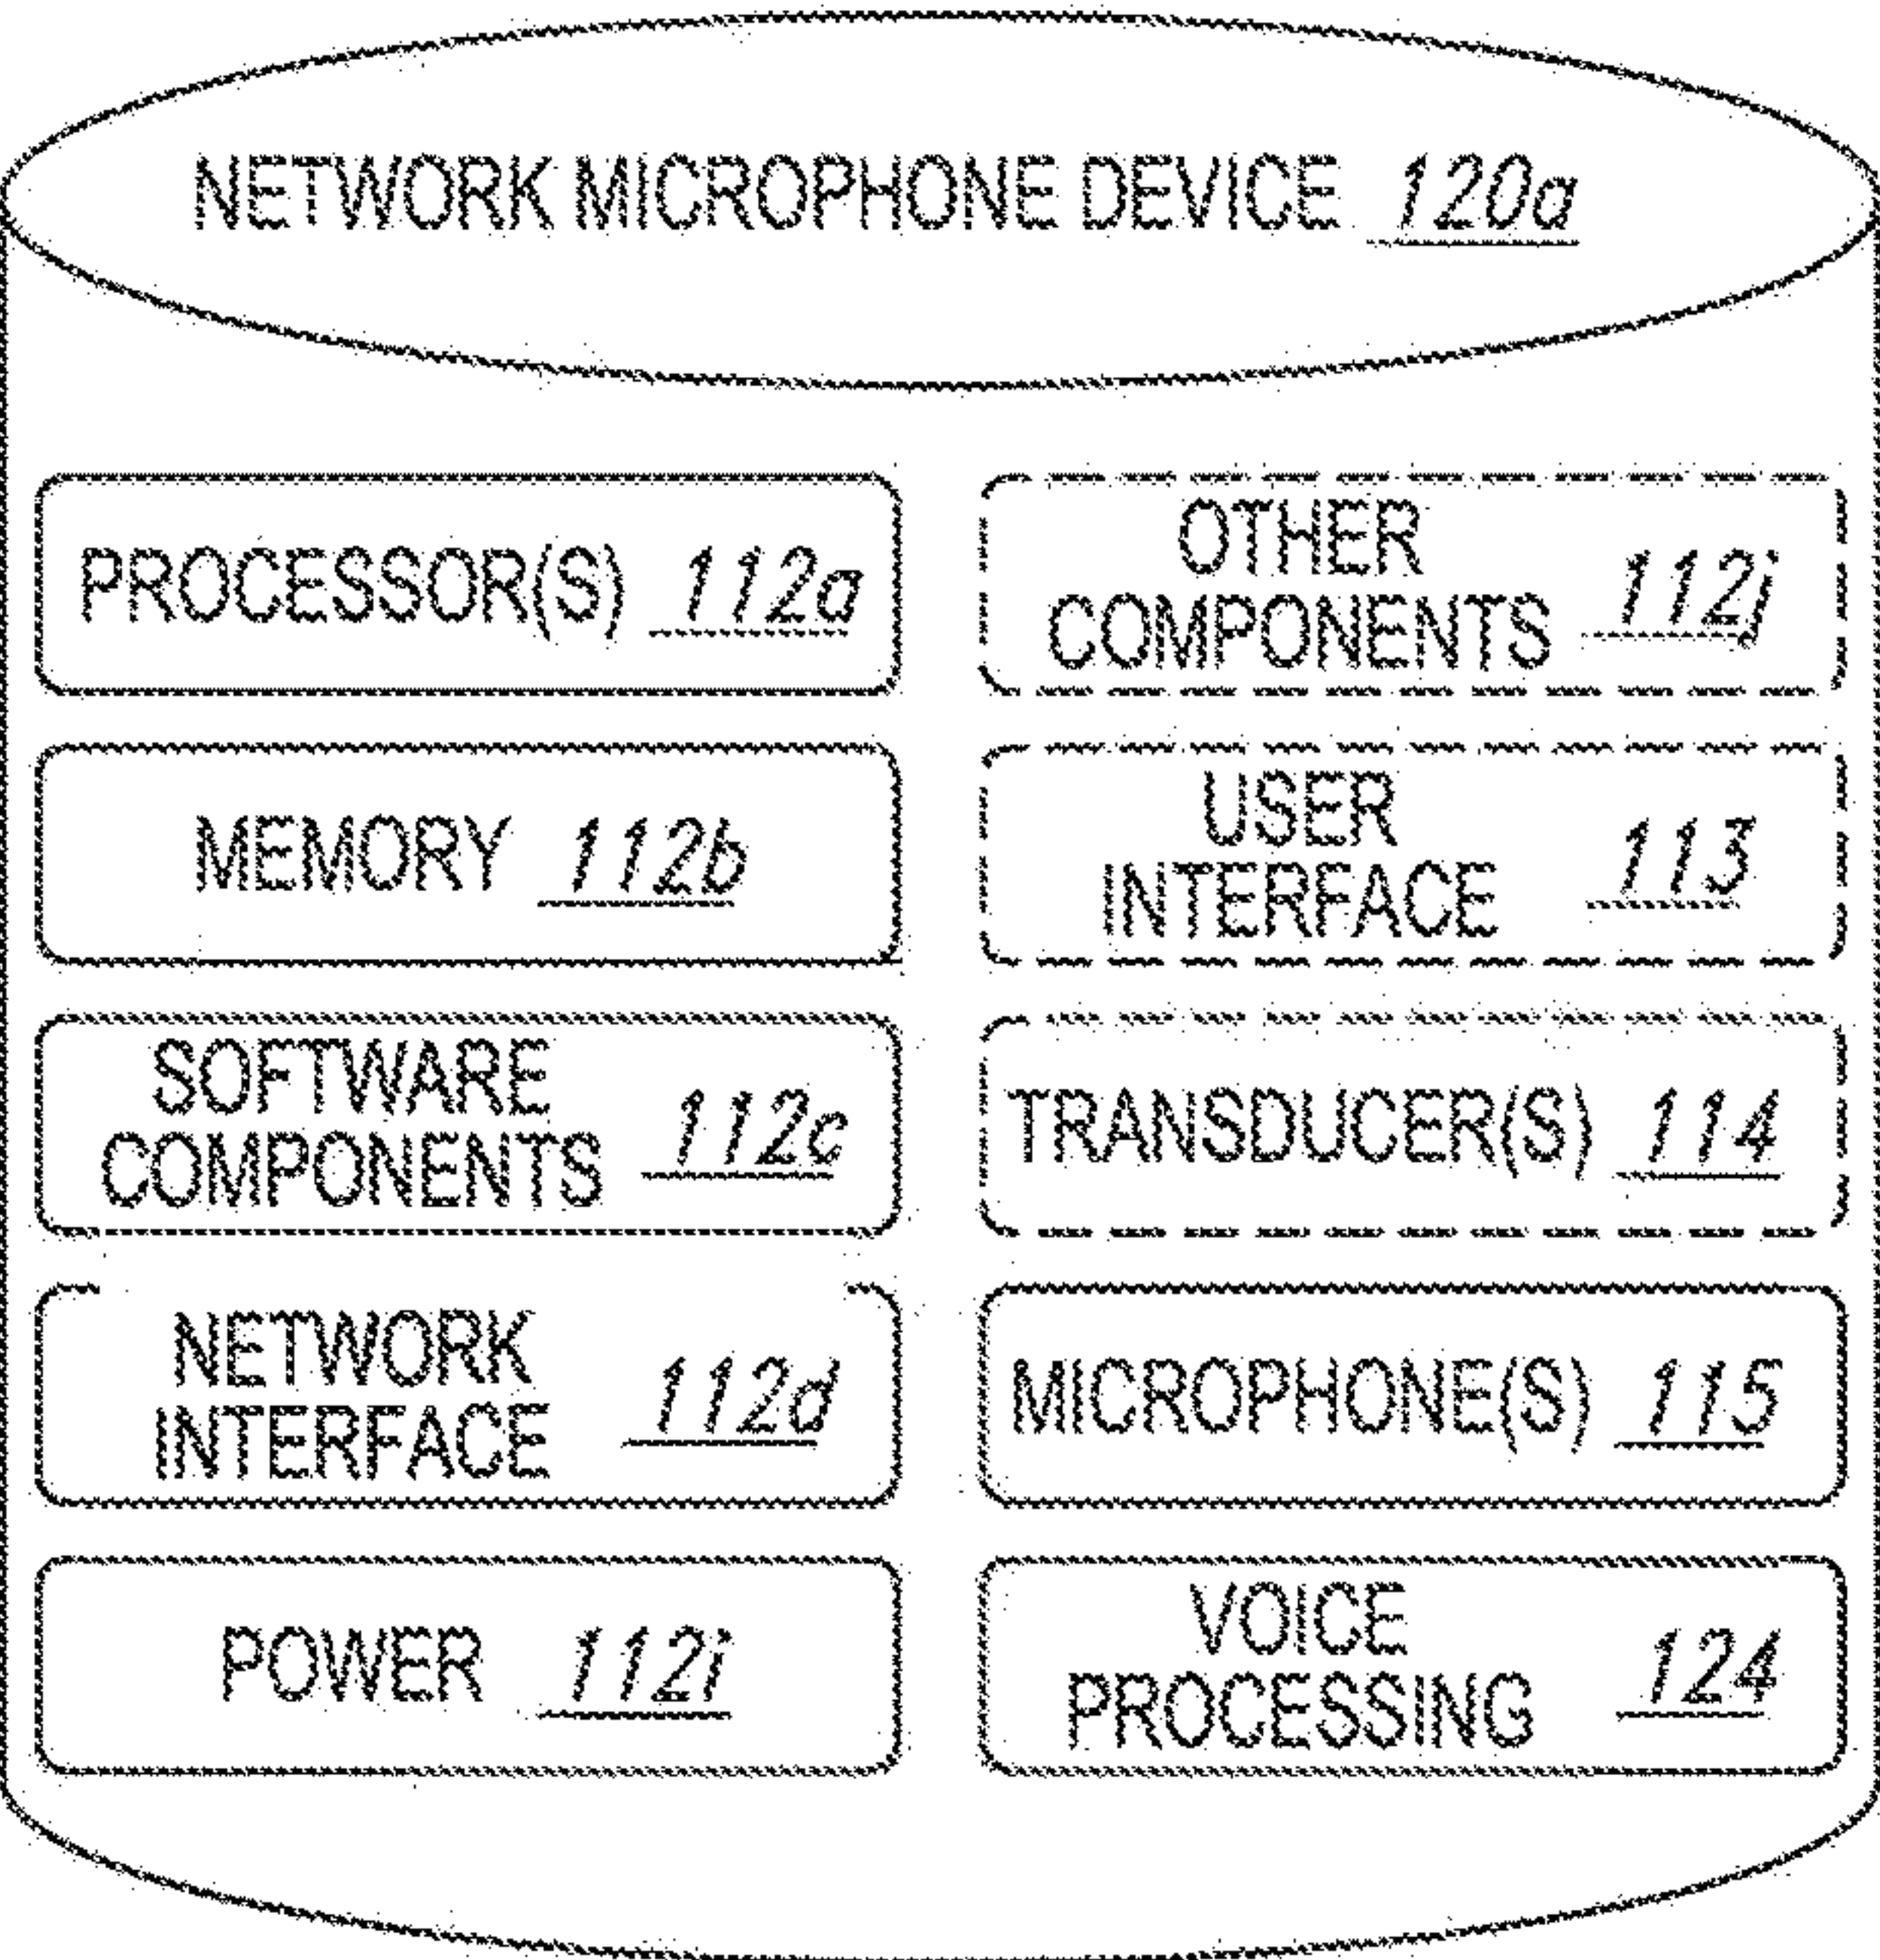 NETWORK MICROPHONE DEVICE 120a
PROCESSOR(S) 112a
MEMORY 112b
SOFTWARE
COMPONENTS 112c
NETWORK
INTERFACE 112d
POWER 112i
OTHER
COMPONENTS 112j
USER
INTERFACE 113
TRANSDUCER(S) 114
MICROPHONE(S) 115
VOICE
PROCESSING 124